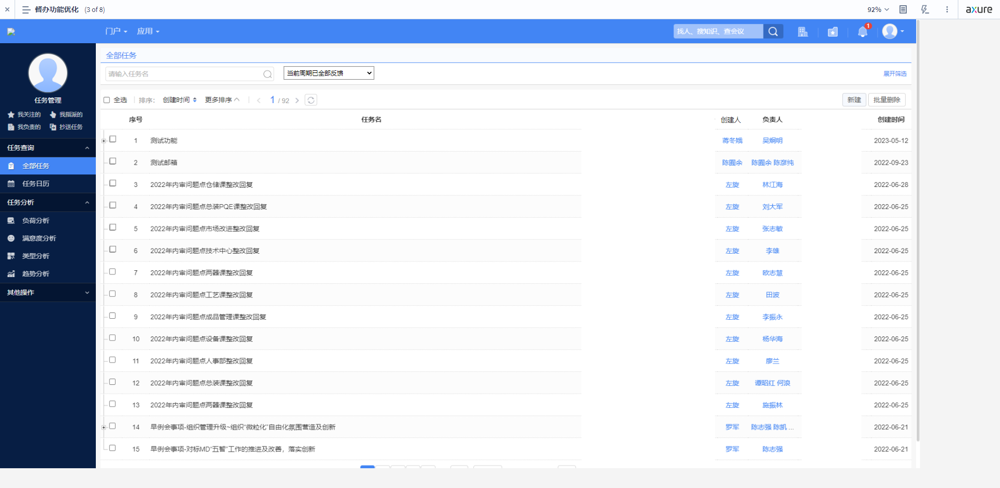 督办功能优化 (3 of 8)
92%
axure
门户 应用
找人、搜知识、查会议
1
任务管理
我关注的 我指派的
我负责的 抄送任务
任务查询
全部任务
任务日历
任务分析
负荷分析
满意度分析
类型分析
趋势分析
其他操作
全部任务
请输入任务名
当前周期已全部反馈
展开筛选
全选 排序： 创建时间 更多排序 1 / 92
新建 批量删除
序号 任务名 创建人 负责人 创建时间
1 测试功能 蒋冬娥 吴炯明 2023-05-12
2 测试邮箱 陈囿余 陈囿余 陈彦纯 2022-09-23
3 2022年内审问题点仓储课整改回复 左旋 林江海 2022-06-28
4 2022年内审问题点总装PQE课整改回复 左旋 刘大军 2022-06-25
5 2022年内审问题点市场改进整改回复 左旋 张志敏 2022-06-25
6 2022年内审问题点技术中心整改回复 左旋 李雄 2022-06-25
7 2022年内审问题点两器课整改回复 左旋 欧志慧 2022-06-25
8 2022年内审问题点工艺课整改回复 左旋 田波 2022-06-25
9 2022年内审问题点成品管理课整改回复 左旋 李振永 2022-06-25
10 2022年内审问题点设备课整改回复 左旋 杨华海 2022-06-25
11 2022年内审问题点人事部整改回复 左旋 廖兰 2022-06-25
12 2022年内审问题点总装课整改回复 左旋 谭昭红 何浪 2022-06-25
13 2022年内审问题点两器课整改回复 左旋 施振林 2022-06-25
14 早例会事项-组织管理升级~组织“微粒化”自由化氛围营造及创新 罗军 陈志强 陈凯 ... 2022-06-21
15 早例会事项-对标MD“五智”工作的推进及改善，落实创新 罗军 陈志强 2022-06-21